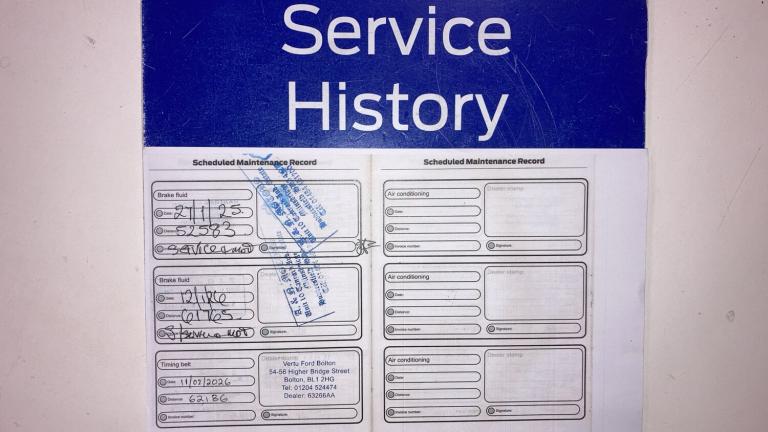 Service
History
Scheduled Maintenance Record
Brake fluid
Date:
27/1/25.
Distance:
52583
SERVICE & MOT
Brake fluid
Date:
12/1/26
Distance:
61765
S/SERVICE MOT
Signature:
Timing belt
Date: 11/02/2026
Distance: 62186
Invoice number:
Vertu Ford Bolton
54-56 Higher Bridge Street
Bolton, BL1 2HG
Tel: 01204 524474
Dealer: 63266AA
Signature:
Scheduled Maintenance Record
Air conditioning
Dealer stamp
Date:
Distance:
Invoice number:
Signature:
Air conditioning
Dealer stamp
Date:
Distance:
Invoice number:
Signature:
Air conditioning
Dealer stamp
Date:
Distance:
Invoice number:
Signature: